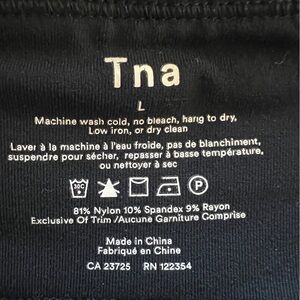 Tna
L
Machine wash cold, no bleach, hang to dry,
Low iron, or dry clean
Laver à la machine à l'eau froide, pas de blanchiment,
suspendre pour sécher, repasser à basse température,
ou nettoyer à sec
30C P
81% Nylon 10% Spandex 9% Rayon
Exclusive Of Trim /Aucune Garniture Comprise
Made in China
Fabriqué en Chine
CA 23725 RN 122354